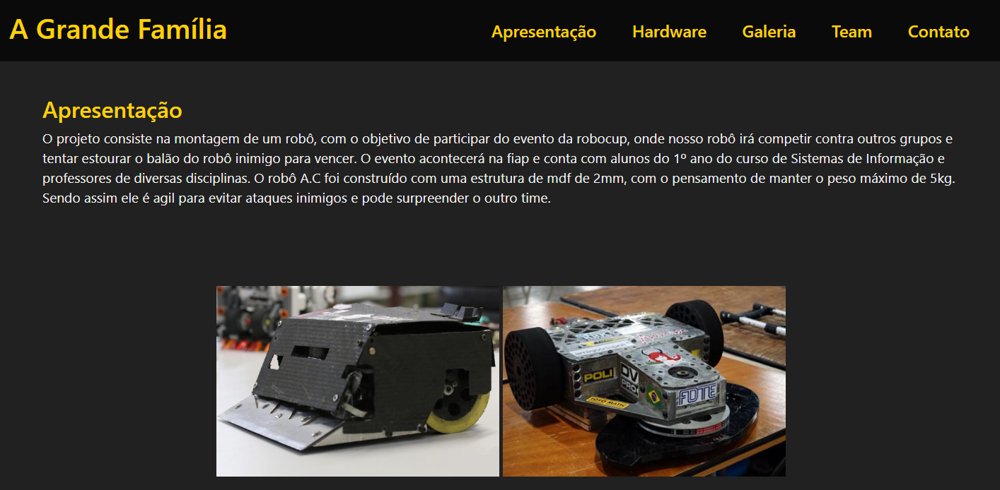 A Grande Família
Apresentação
Hardware
Galeria
Team
Contato
Apresentação
O projeto consiste na montagem de um robô, com o objetivo de participar do evento da robocup, onde nosso robô irá competir contra outros grupos e
tentar estourar o balão do robô inimigo para vencer. O evento acontecerá na fiap e conta com alunos do 1º ano do curso de Sistemas de Informação e
professores de diversas disciplinas. O robô A.C foi construído com uma estrutura de mdf de 2mm, com o pensamento de manter o peso máximo de 5kg.
Sendo assim ele é agil para evitar ataques inimigos e pode surpreender o outro time.
POLI
DV
PRO
FDTE